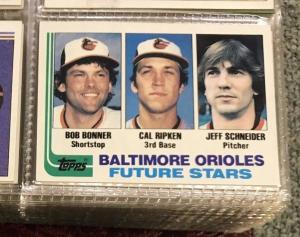 BOB BONNER
Shortstop
CAL RIPKEN
3rd Base
JEFF SCHNEIDER
Pitcher
Topps
BALTIMORE ORIOLES
FUTURE STARS